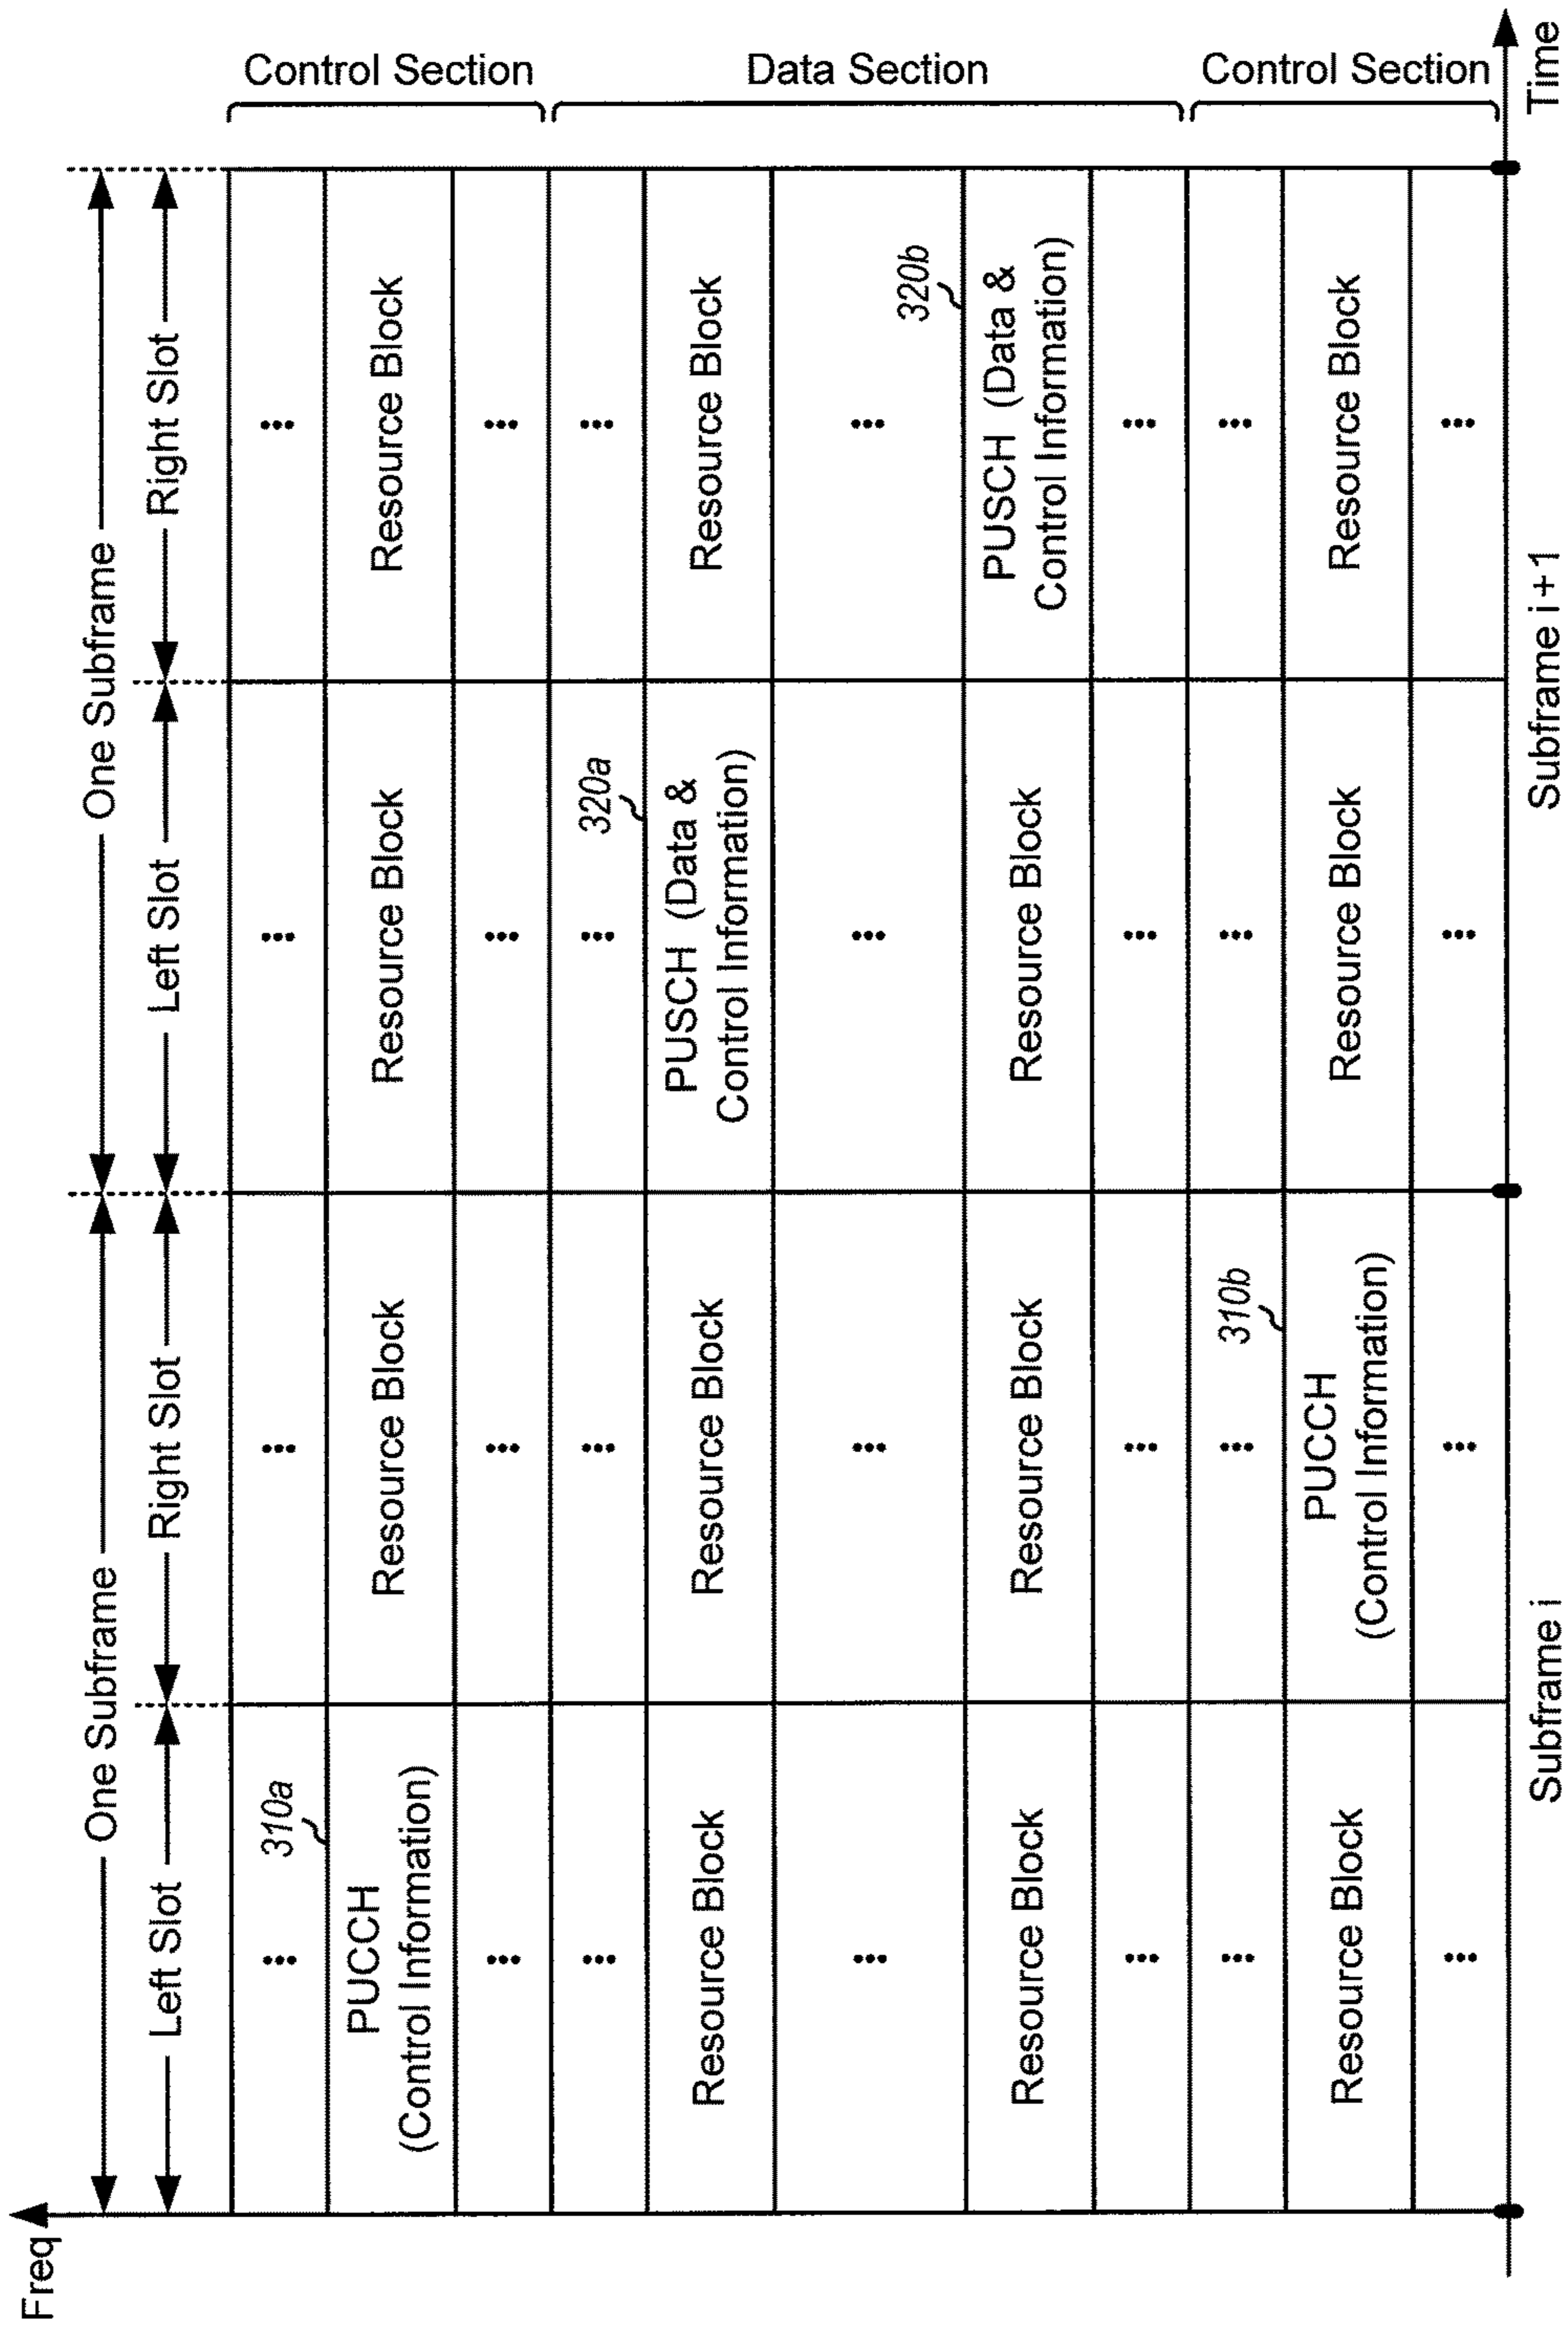 Freq
One Subframe
One Subframe
Left Slot
Right Slot
Left Slot
Right Slot
310a
PUCCH
(Control Information)
Resource Block
Resource Block
Resource Block
Control Section
320a
Resource Block
Resource Block
PUSCH (Data &
Control Information)
Resource Block
Data Section
320b
Resource Block
Resource Block
Resource Block
PUSCH (Data &
Control Information)
310b
Resource Block
PUCCH
(Control Information)
Resource Block
Resource Block
Control Section
Subframe i
Subframe i + 1
Time